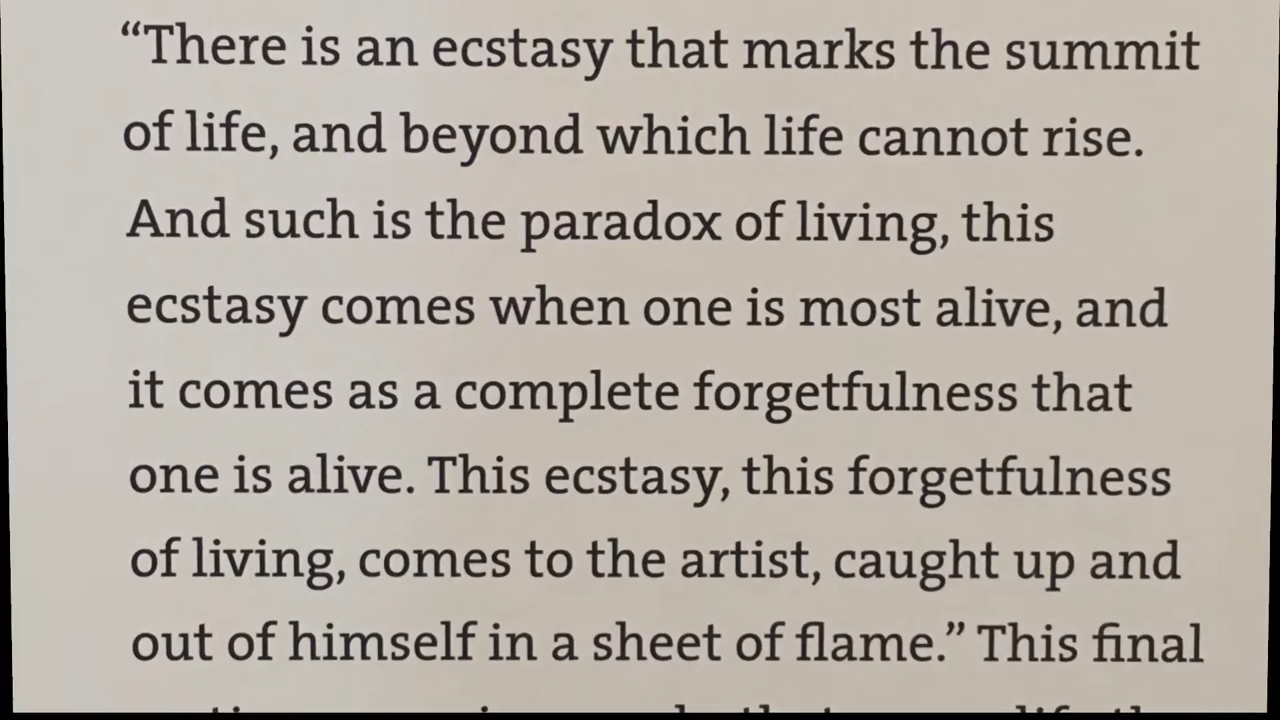 “There is an ecstasy that marks the summit
of life, and beyond which life cannot rise.
And such is the paradox of living, this
ecstasy comes when one is most alive, and
it comes as a complete forgetfulness that
one is alive. This ecstasy, this forgetfulness
of living, comes to the artist, caught up and
out of himself in a sheet of flame.” This final